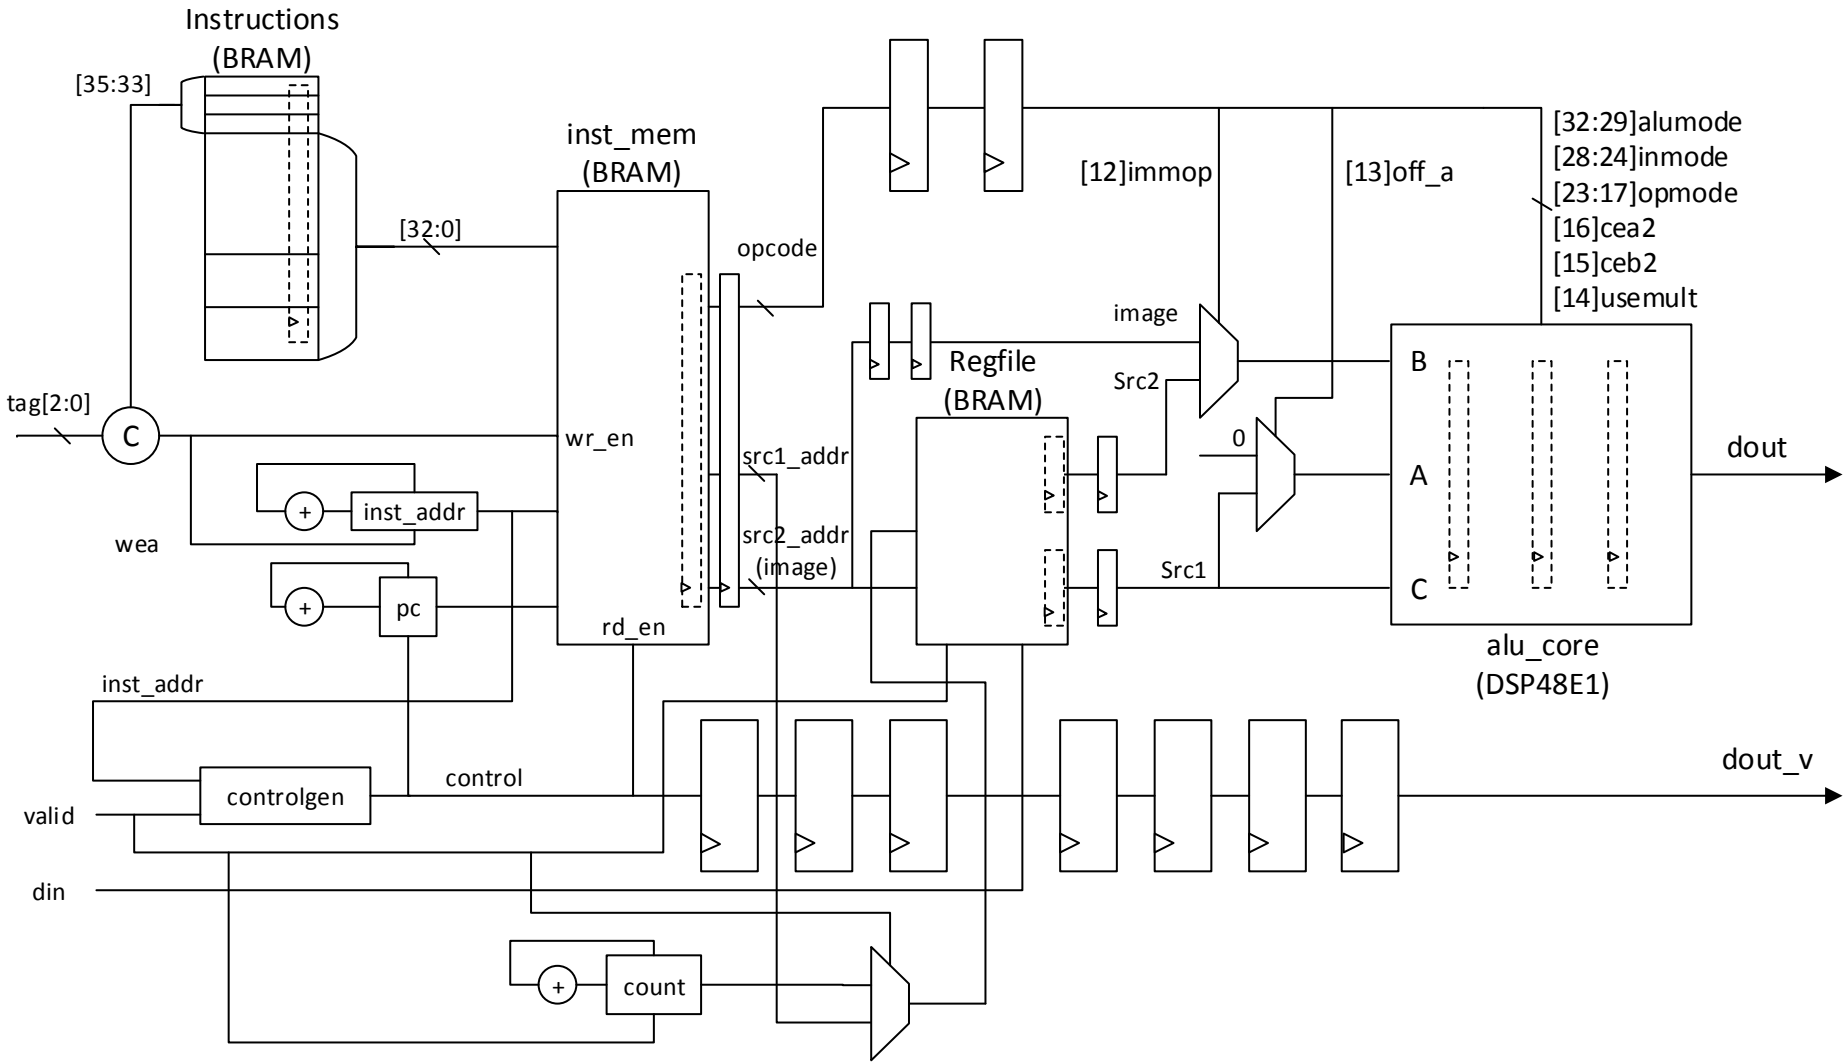 Instructions
(BRAM)
[35:33]
inst_mem
(BRAM)
[32:0]
opcode
[12]immop
[13]off_a
[32:29]alumode
[28:24]inmode
[23:17]opmode
[16]cea2
[15]ceb2
[14]usemult
image
Regfile
(BRAM)
Src2
B
tag[2:0]
C
wr_en
0
src1_addr
A
dout
inst_addr
+
wea
src2_addr
(image)
Src1
C
+
pc
rd_en
alu_core
(DSP48E1)
inst_addr
control
controlgen
valid
dout_v
din
+
count